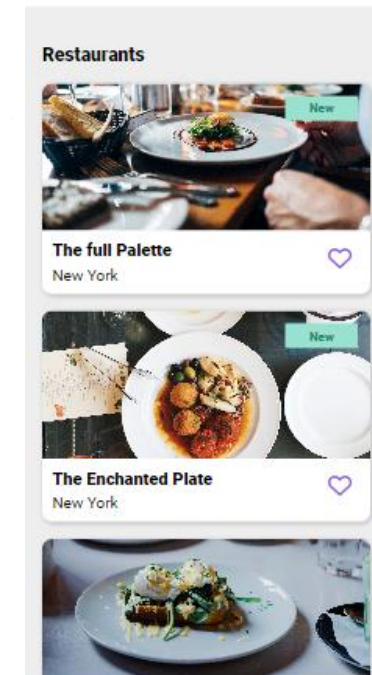 Restaurants
New
The full Palette
New York
New
The Enchanted Plate
New York